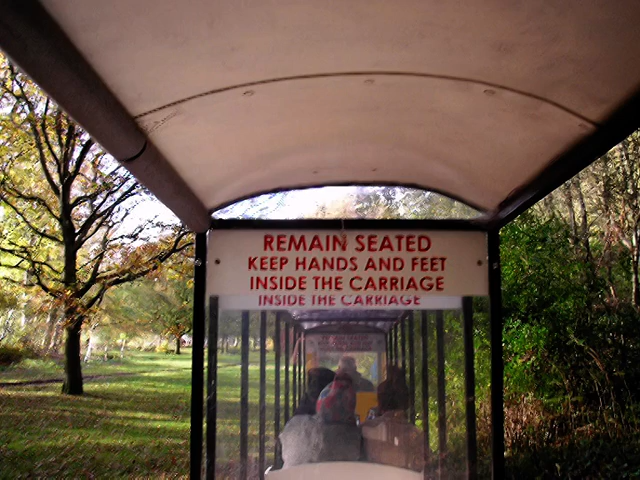 REMAIN SEATED
KEEP HANDS AND FEET
INSIDE THE CARRIAGE
INSIDE THE CARRIAGE